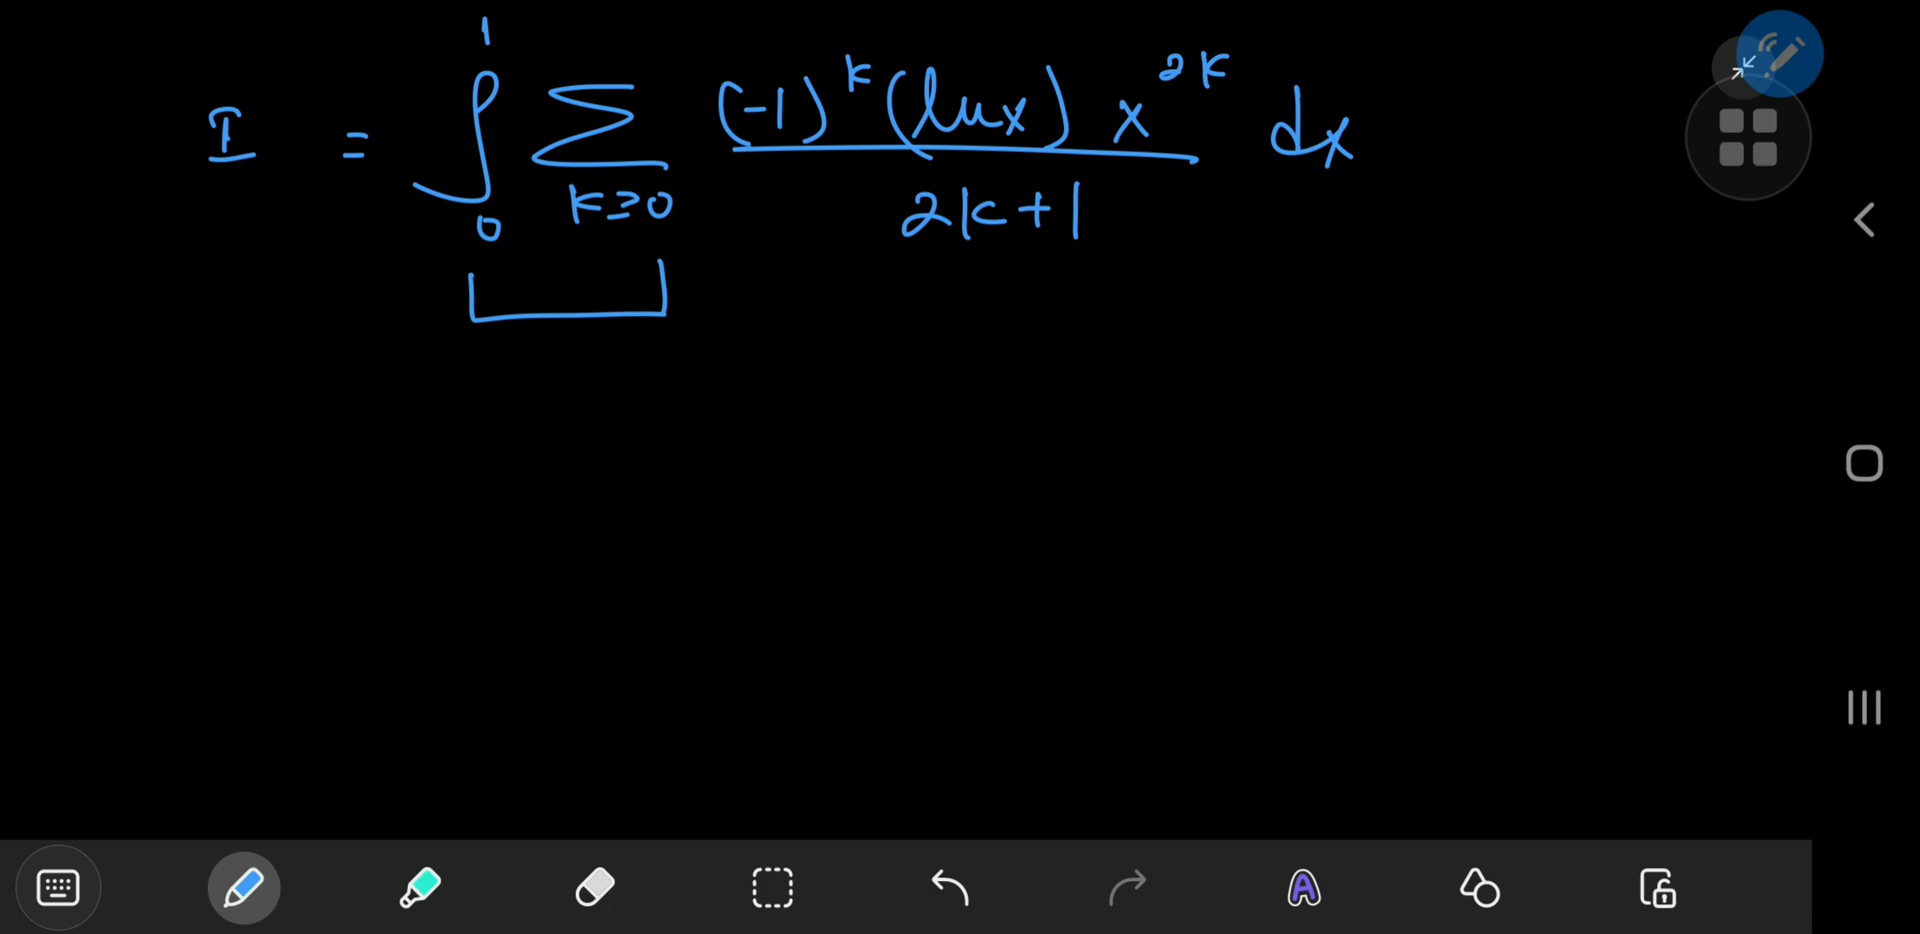 I = ∫₀¹ Σ_{k≥0} (-1)^k (ln x) x^{2k} / (2k+1) dx